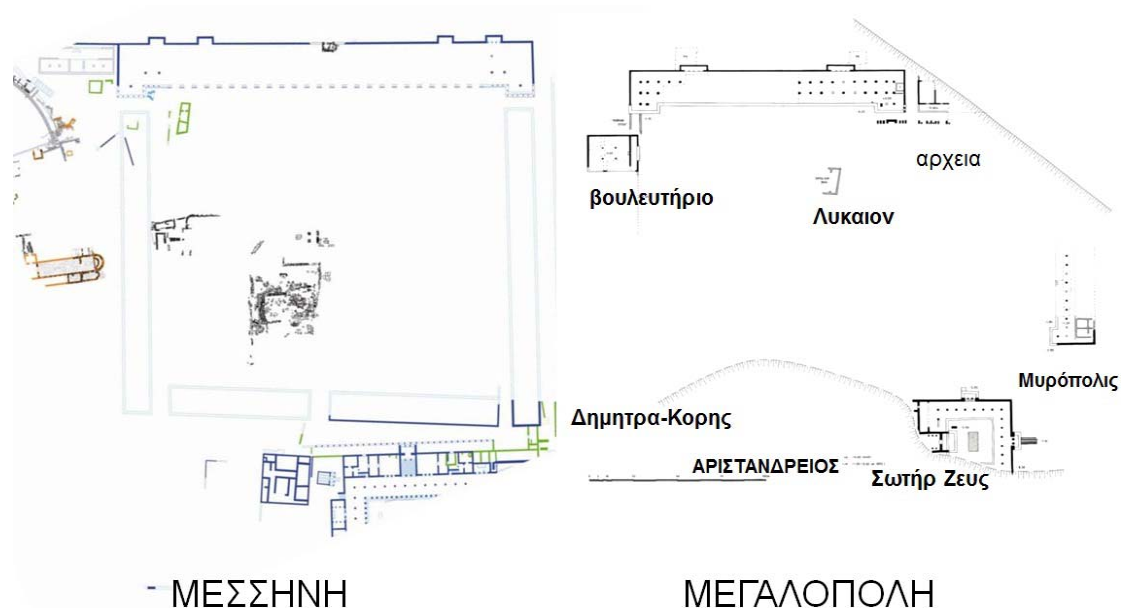 αρχεια
βουλευτήριο
Λυκαιον
Μυρόπολις
Δημητρα-Κορης
ΑΡΙΣΤΑΝΔΡΕΙΟΣ
Σωτήρ Ζευς
ΜΕΣΣΗΝΗ
ΜΕΓΑΛΟΠΟΛΗ